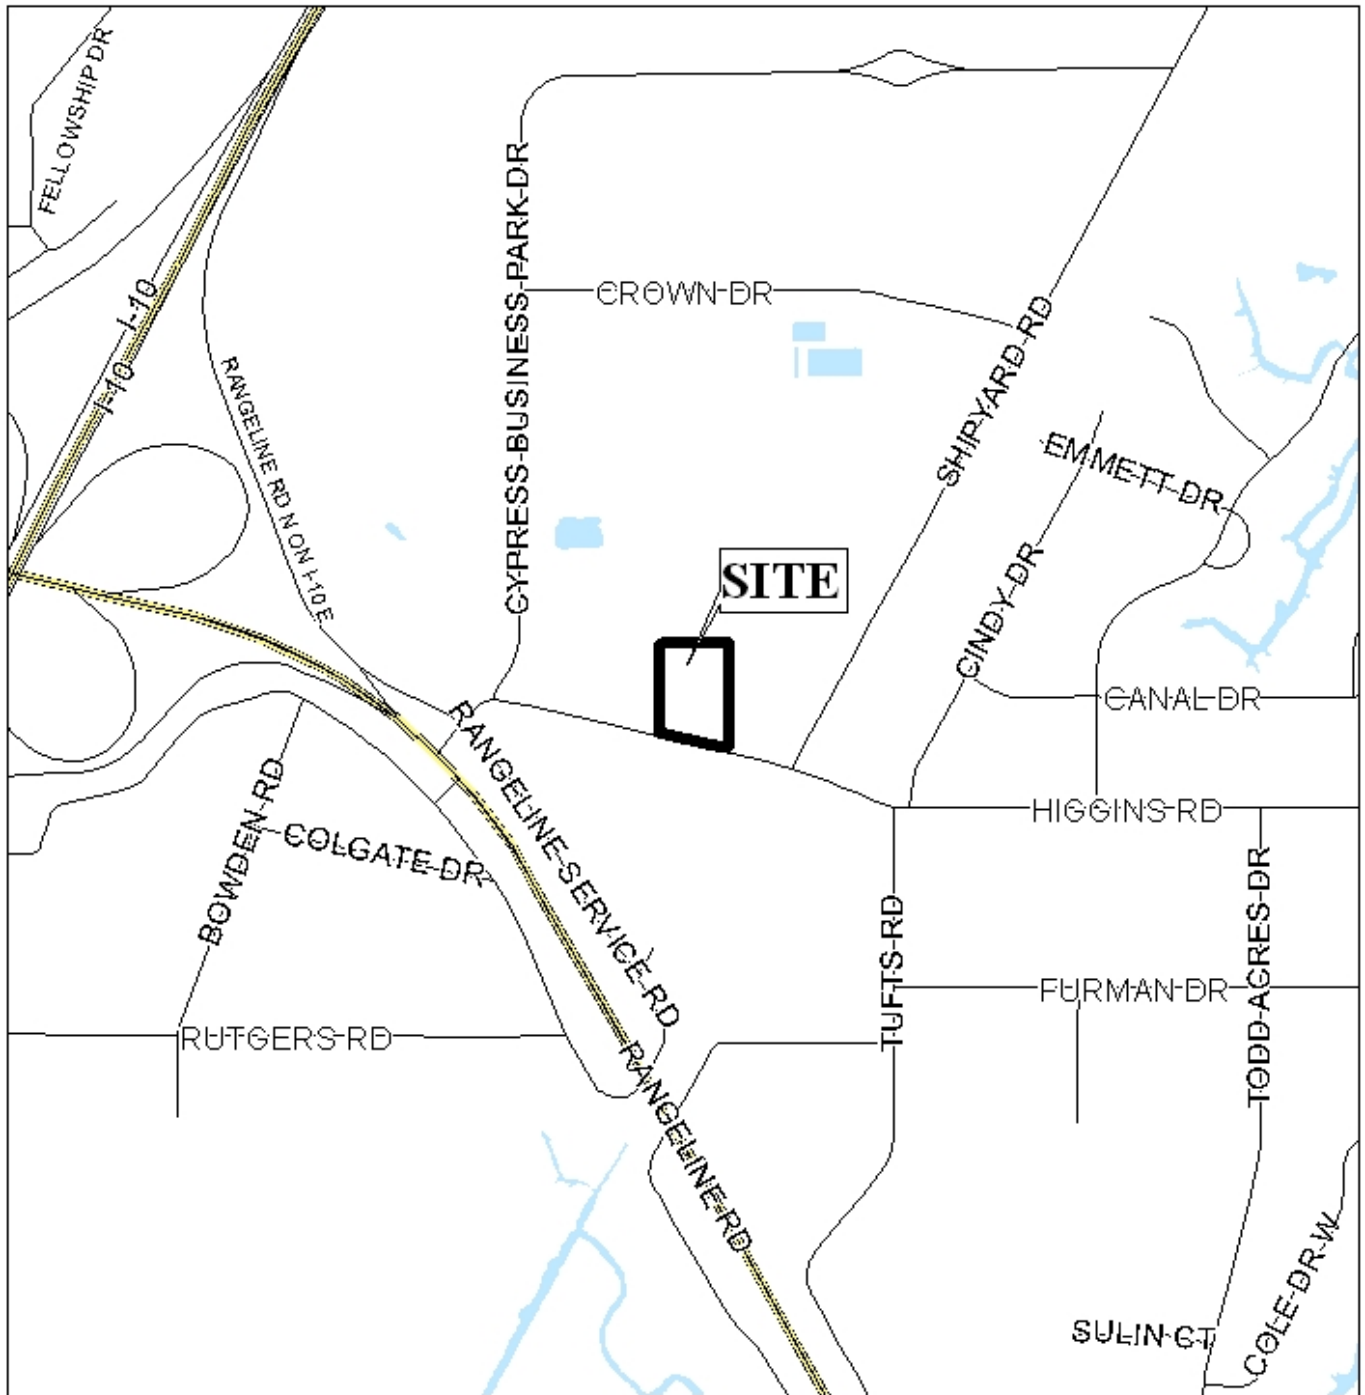 FELLOWSHIP DR
CYPRESS BUSINESS PARK DR
I-10
I-10
CROWN DR
SHIPYARD RD
RANGELINE RD N ON I-10 E
EMMETT DR
SITE
CINDY DR
CANAL DR
RANGELINE SERVICE RD
BOWDEN RD
COLGATE DR
HIGGINS RD
TODD ACRES DR
TUFTS RD
FURMAN DR
RUTGERS RD
RANGELINE RD
SULIN CT
COLE DR W